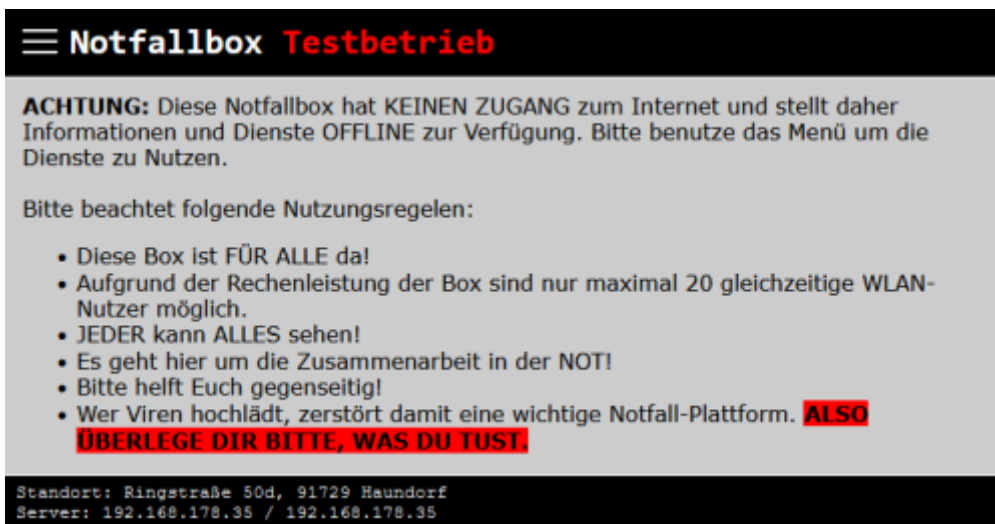 Notfallbox Testbetrieb
ACHTUNG: Diese Notfallbox hat KEINEN ZUGANG zum Internet und stellt daher
Informationen und Dienste OFFLINE zur Verfügung. Bitte benutze das Menü um die
Dienste zu Nutzen.
Bitte beachtet folgende Nutzungsregeln:
• Diese Box ist FÜR ALLE da!
• Aufgrund der Rechenleistung der Box sind nur maximal 20 gleichzeitige WLAN-
Nutzer möglich.
• JEDER kann ALLES sehen!
• Es geht hier um die Zusammenarbeit in der NOT!
• Bitte helft Euch gegenseitig!
• Wer Viren hochlädt, zerstört damit eine wichtige Notfall-Plattform. ALSO
ÜBERLEGE DIR BITTE, WAS DU TUST.
Standort: Ringstraße 50d, 91729 Haundorf
Server: 192.168.178.35 / 192.168.178.35